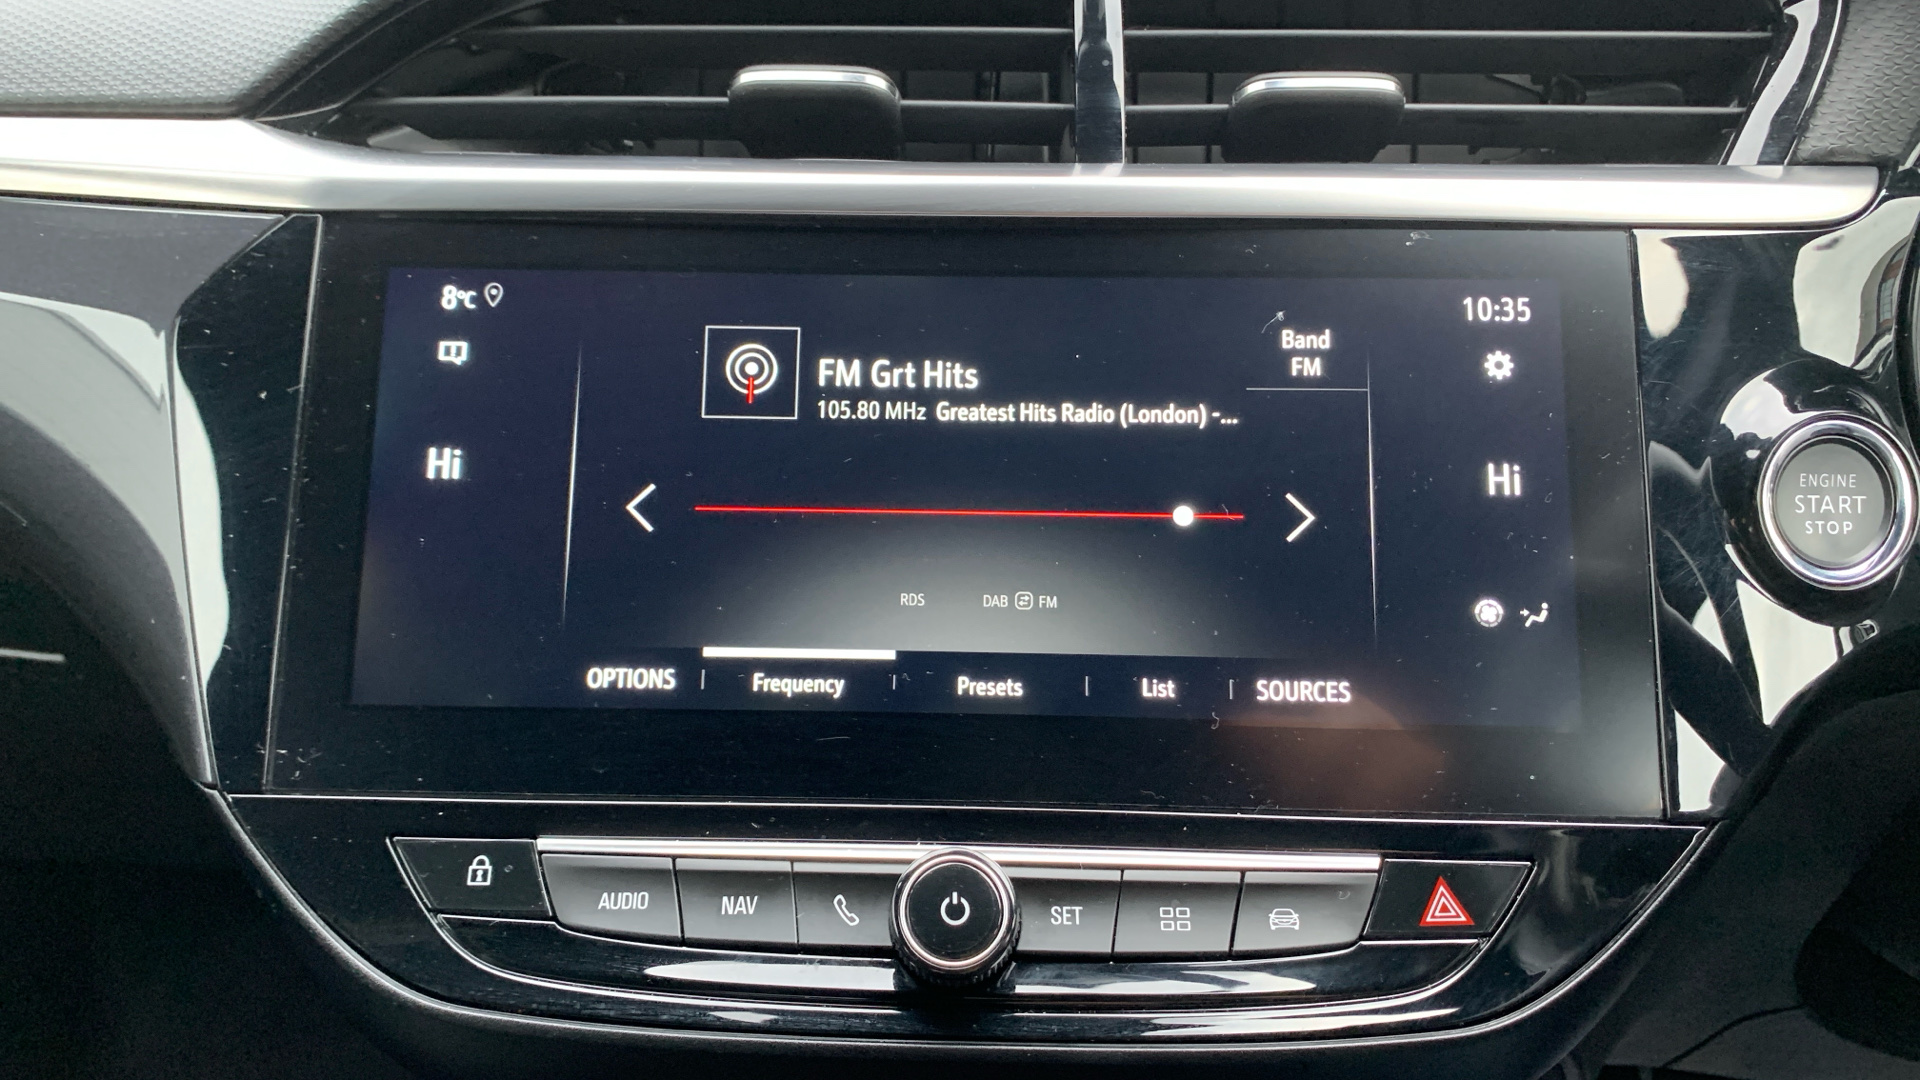 8°C
10:35
Band
FM
FM Grt Hits
105.80 MHz Greatest Hits Radio (London) -...
Hi
Hi
ENGINE
START
STOP
RDS
DAB FM
OPTIONS
Frequency
Presets
List
SOURCES
AUDIO
NAV
SET